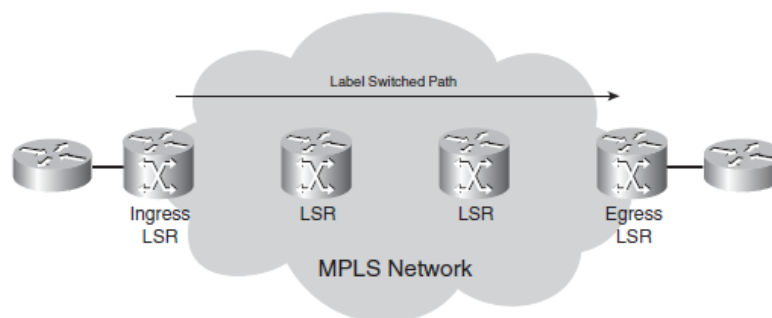 Label Switched Path
Ingress
LSR
LSR
LSR
Egress
LSR
MPLS Network